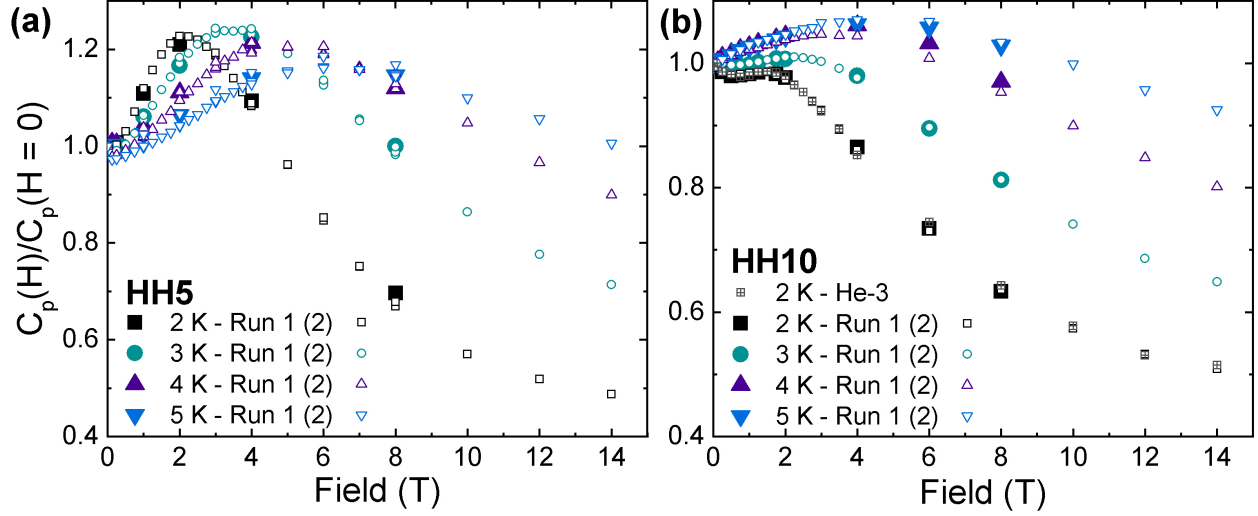 (a)
C_p(H)/C_p(H = 0)
1.2
1.0
0.8
0.6
0.4
HH5
2 K - Run 1 (2)
3 K - Run 1 (2)
4 K - Run 1 (2)
5 K - Run 1 (2)
0 2 4 6 8 10 12 14
Field (T)
(b)
1.0
0.8
0.6
0.4
HH10
2 K - He-3
2 K - Run 1 (2)
3 K - Run 1 (2)
4 K - Run 1 (2)
5 K - Run 1 (2)
0 2 4 6 8 10 12 14
Field (T)